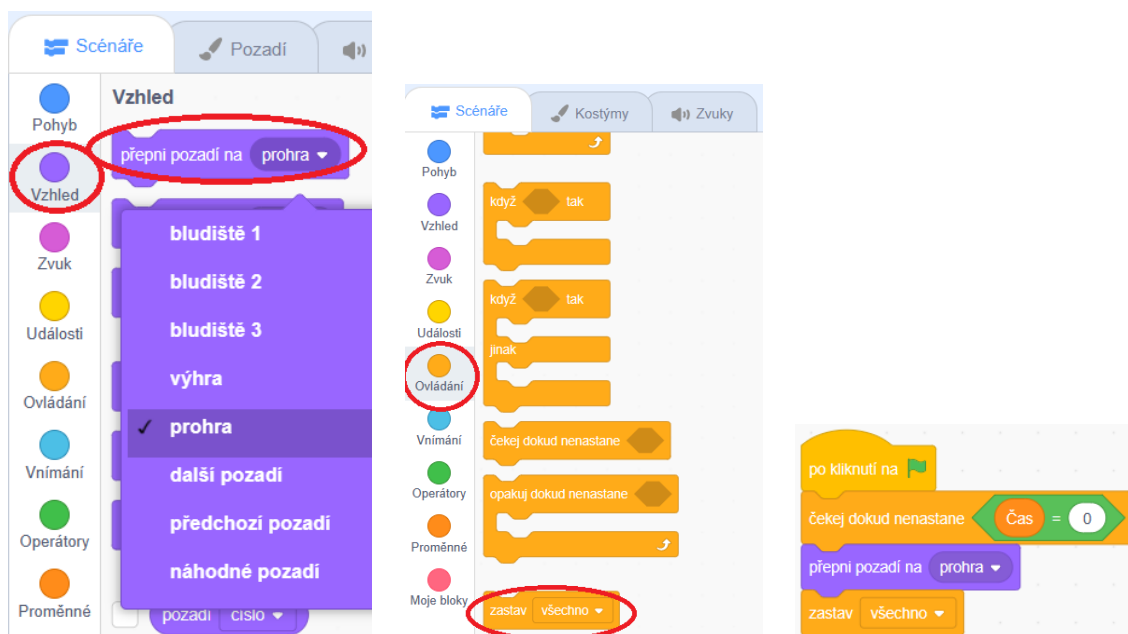 Scénáře
Pozadí
Vzhled
Pohyb
přepni pozadí na prohra
Vzhled
Zvuk
Události
Ovládání
Vnímání
Operátory
Proměnné
bludiště 1
bludiště 2
bludiště 3
výhra
✓ prohra
další pozadí
předchozí pozadí
náhodné pozadí
pozadí číslo
Scénáře
Kostýmy
Zvuky
Pohyb
Vzhled
Zvuk
Události
Ovládání
Vnímání
Operátory
Proměnné
Moje bloky
když tak
když tak
jinak
čekej dokud nenastane
opakuj dokud nenastane
zastav všechno
po kliknutí na
čekej dokud nenastane Čas = 0
přepni pozadí na prohra
zastav všechno